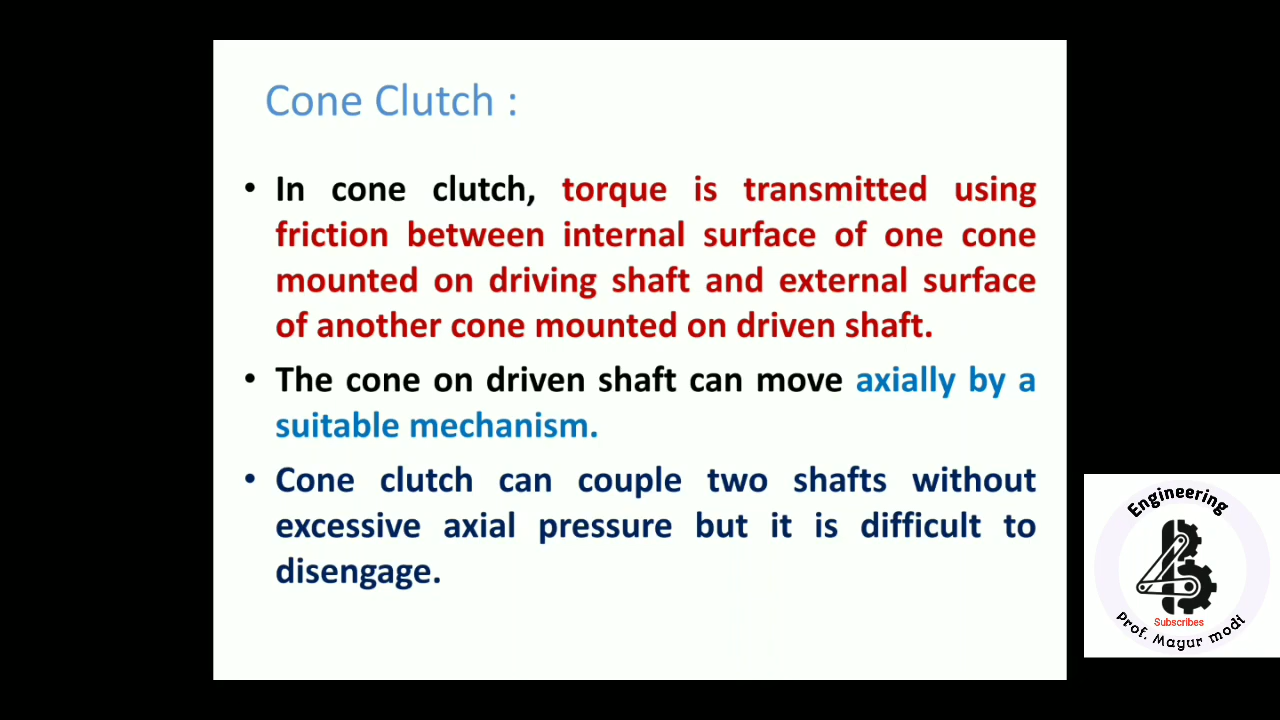 Cone Clutch :
• In cone clutch, torque is transmitted using
friction between internal surface of one cone
mounted on driving shaft and external surface
of another cone mounted on driven shaft.
• The cone on driven shaft can move axially by a
suitable mechanism.
• Cone clutch can couple two shafts without
excessive axial pressure but it is difficult to
disengage.
Engineering
Subscribes
Prof. Mayur modi